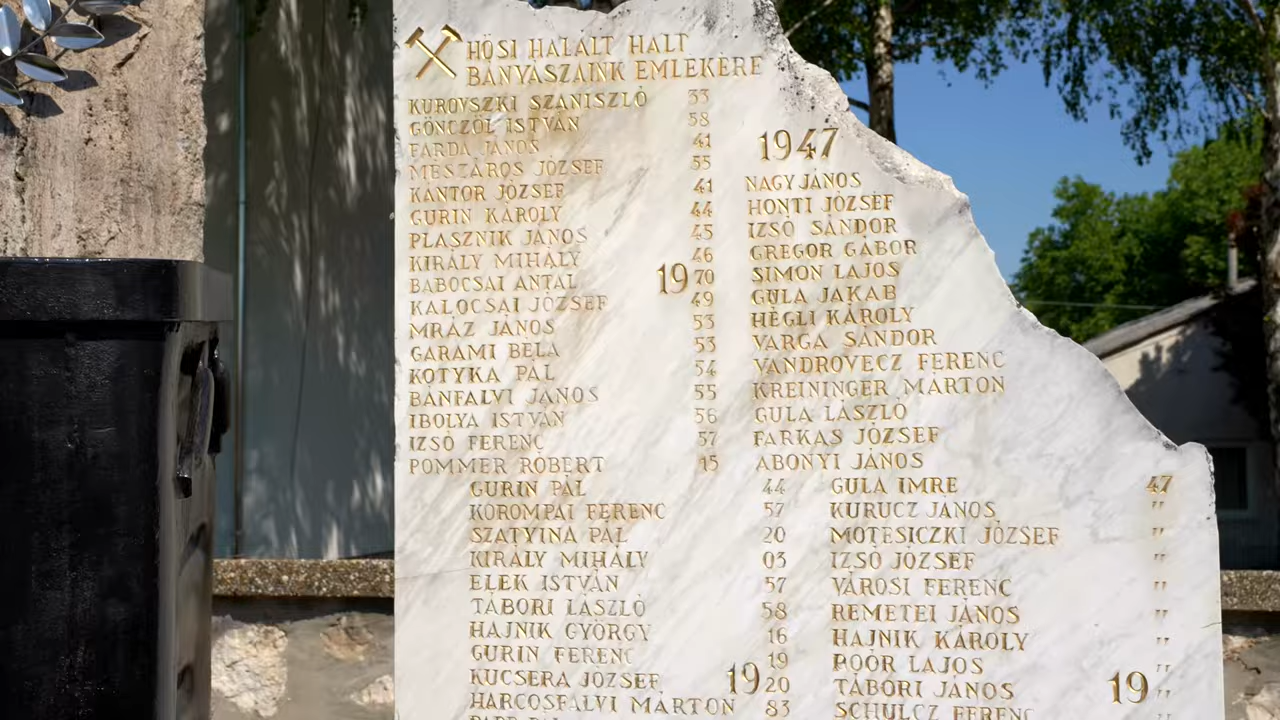 HŐSI HALÁLT HALT
BÁNYÁSZAINK EMLÉKÉRE
KUROVSZKI SZANISZLÓ 33
GÖNCZÖL ISTVÁN 58
FARDA JÁNOS 41
MÉSZÁROS JÓZSEF 55
KÁNTOR JÓZSEF 41
GURIN KÁROLY 44
PLASZNIK JÁNOS 45
KIRÁLY MIHÁLY 46
BABOCSAI ANTAL 1970
KALOCSAI JÓZSEF 49
MRÁZ JÁNOS 53
GARAMI BÉLA 53
KOTYKA PÁL 54
BÁNFALVI JÁNOS 55
IBOLYA ISTVÁN 56
IZSÓ FERENC 57
POMMER RÓBERT 15
1947
NAGY JÁNOS
HONTI JÓZSEF
IZSÓ SÁNDOR
GREGOR GÁBOR
SIMON LAJOS
GULA JAKAB
HÉGLI KÁROLY
VARGA SÁNDOR
VANDROVECZ FERENC
KREININGER MÁRTON
GULA LÁSZLÓ
FARKAS JÓZSEF
ABONYI JÁNOS
GURIN PÁL 44
KOROMPAI FERENC 57
SZATYINA PÁL 20
KIRÁLY MIHÁLY 03
ELEK ISTVÁN 57
TÁBORI LÁSZLÓ 58
HAJNIK GYÖRGY 16
GURIN FERENC 19
KUCSERA JÓZSEF 1920
HARCOSFALVI MÁRTON 83
PAPP PÁL
GULA IMRE 47
KURUCZ JÁNOS "
MOTESICZKI JÓZSEF "
IZSÓ JÓZSEF "
VÁROSI FERENC "
REMETEI JÁNOS "
HAJNIK KÁROLY "
POÓR LAJOS "
TÁBORI JÁNOS 19 "
SCHULCZ FERENC